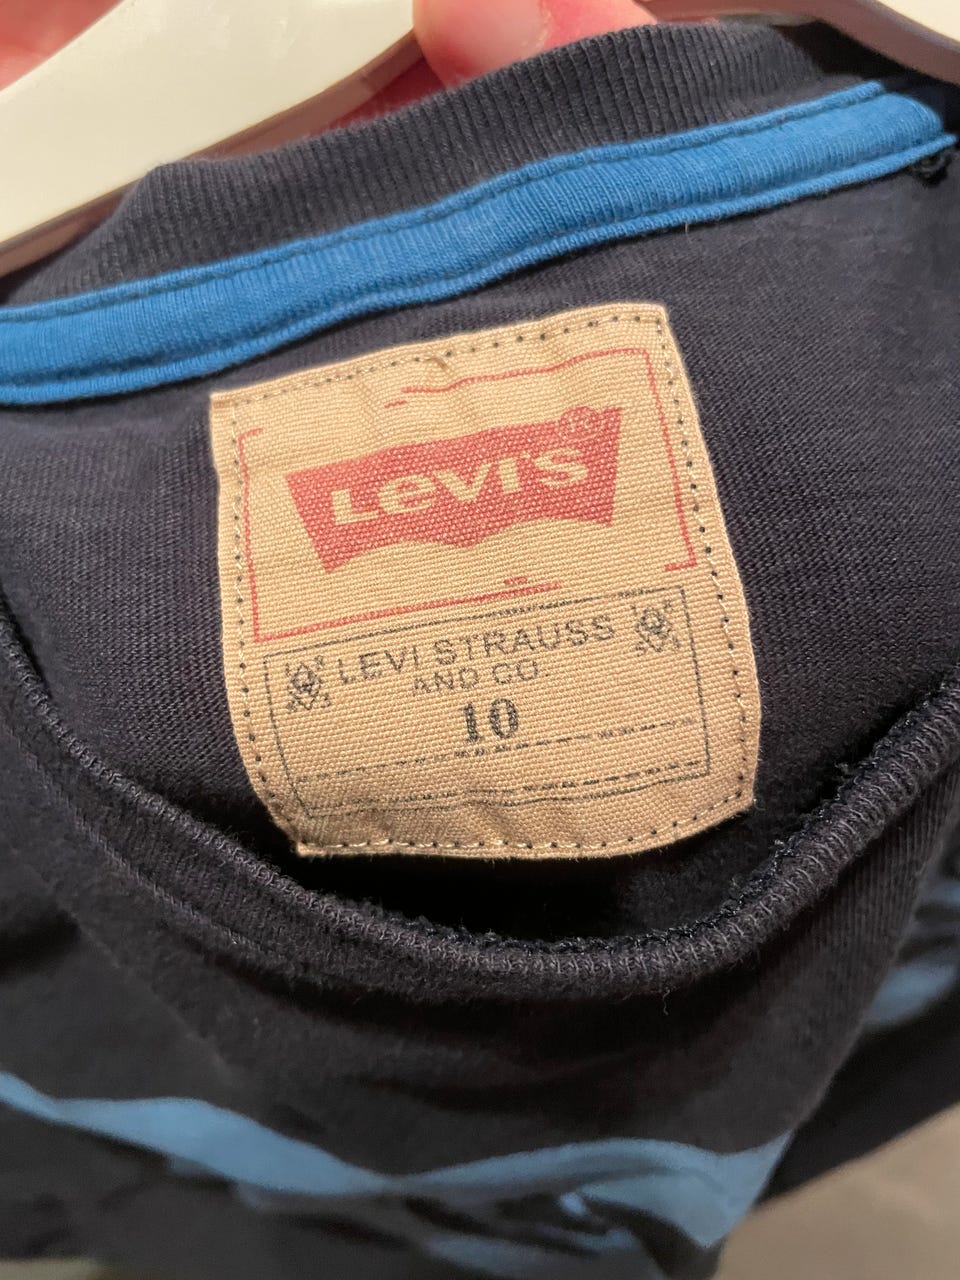 Levi's
LEVI STRAUSS
AND CO.
10